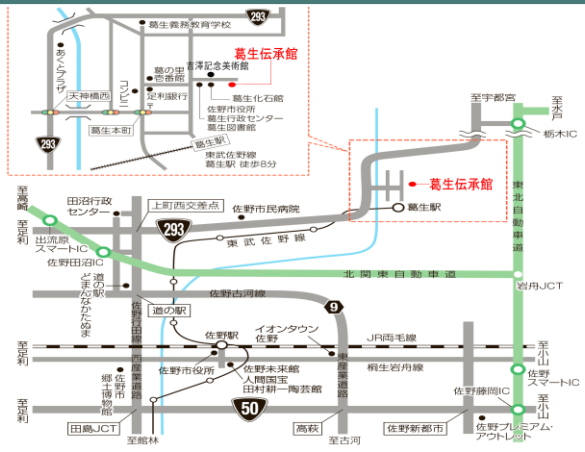 293
葛生義務教育学校
あくとプラザ
葛の里
壱番館
吉澤記念美術館
葛生伝承館
天神橋西
コンビニ
足利銀行
〒
葛生化石館
佐野市役所
葛生行政センター
葛生図書館
葛生本町
293
葛生駅
東武佐野線
葛生駅 徒歩8分
至宇都宮
至水戸
栃木IC
葛生伝承館
葛生駅
東北自動車道
至高崎
至足利
田沼行政
センター
上町西交差点
佐野市民病院
293
東武佐野線
出流原
スマートIC
佐野田沼IC
道の駅
どまんなかたぬま
北関東自動車道
岩舟JCT
道の駅
佐野古河線
9
佐野行田線
西産業道路
佐野駅
イオンタウン
佐野
JR両毛線
至足利
至小山
桐生岩舟線
佐野市役所
佐野未来館
人間国宝
田村耕一陶芸館
東産業道路
佐野市
郷土博物館
佐野
スマートIC
佐野藤岡IC
至小山
至足利
50
田島JCT
高萩
佐野新都市
佐野プレミアム・
アウトレット
至館林
至古河